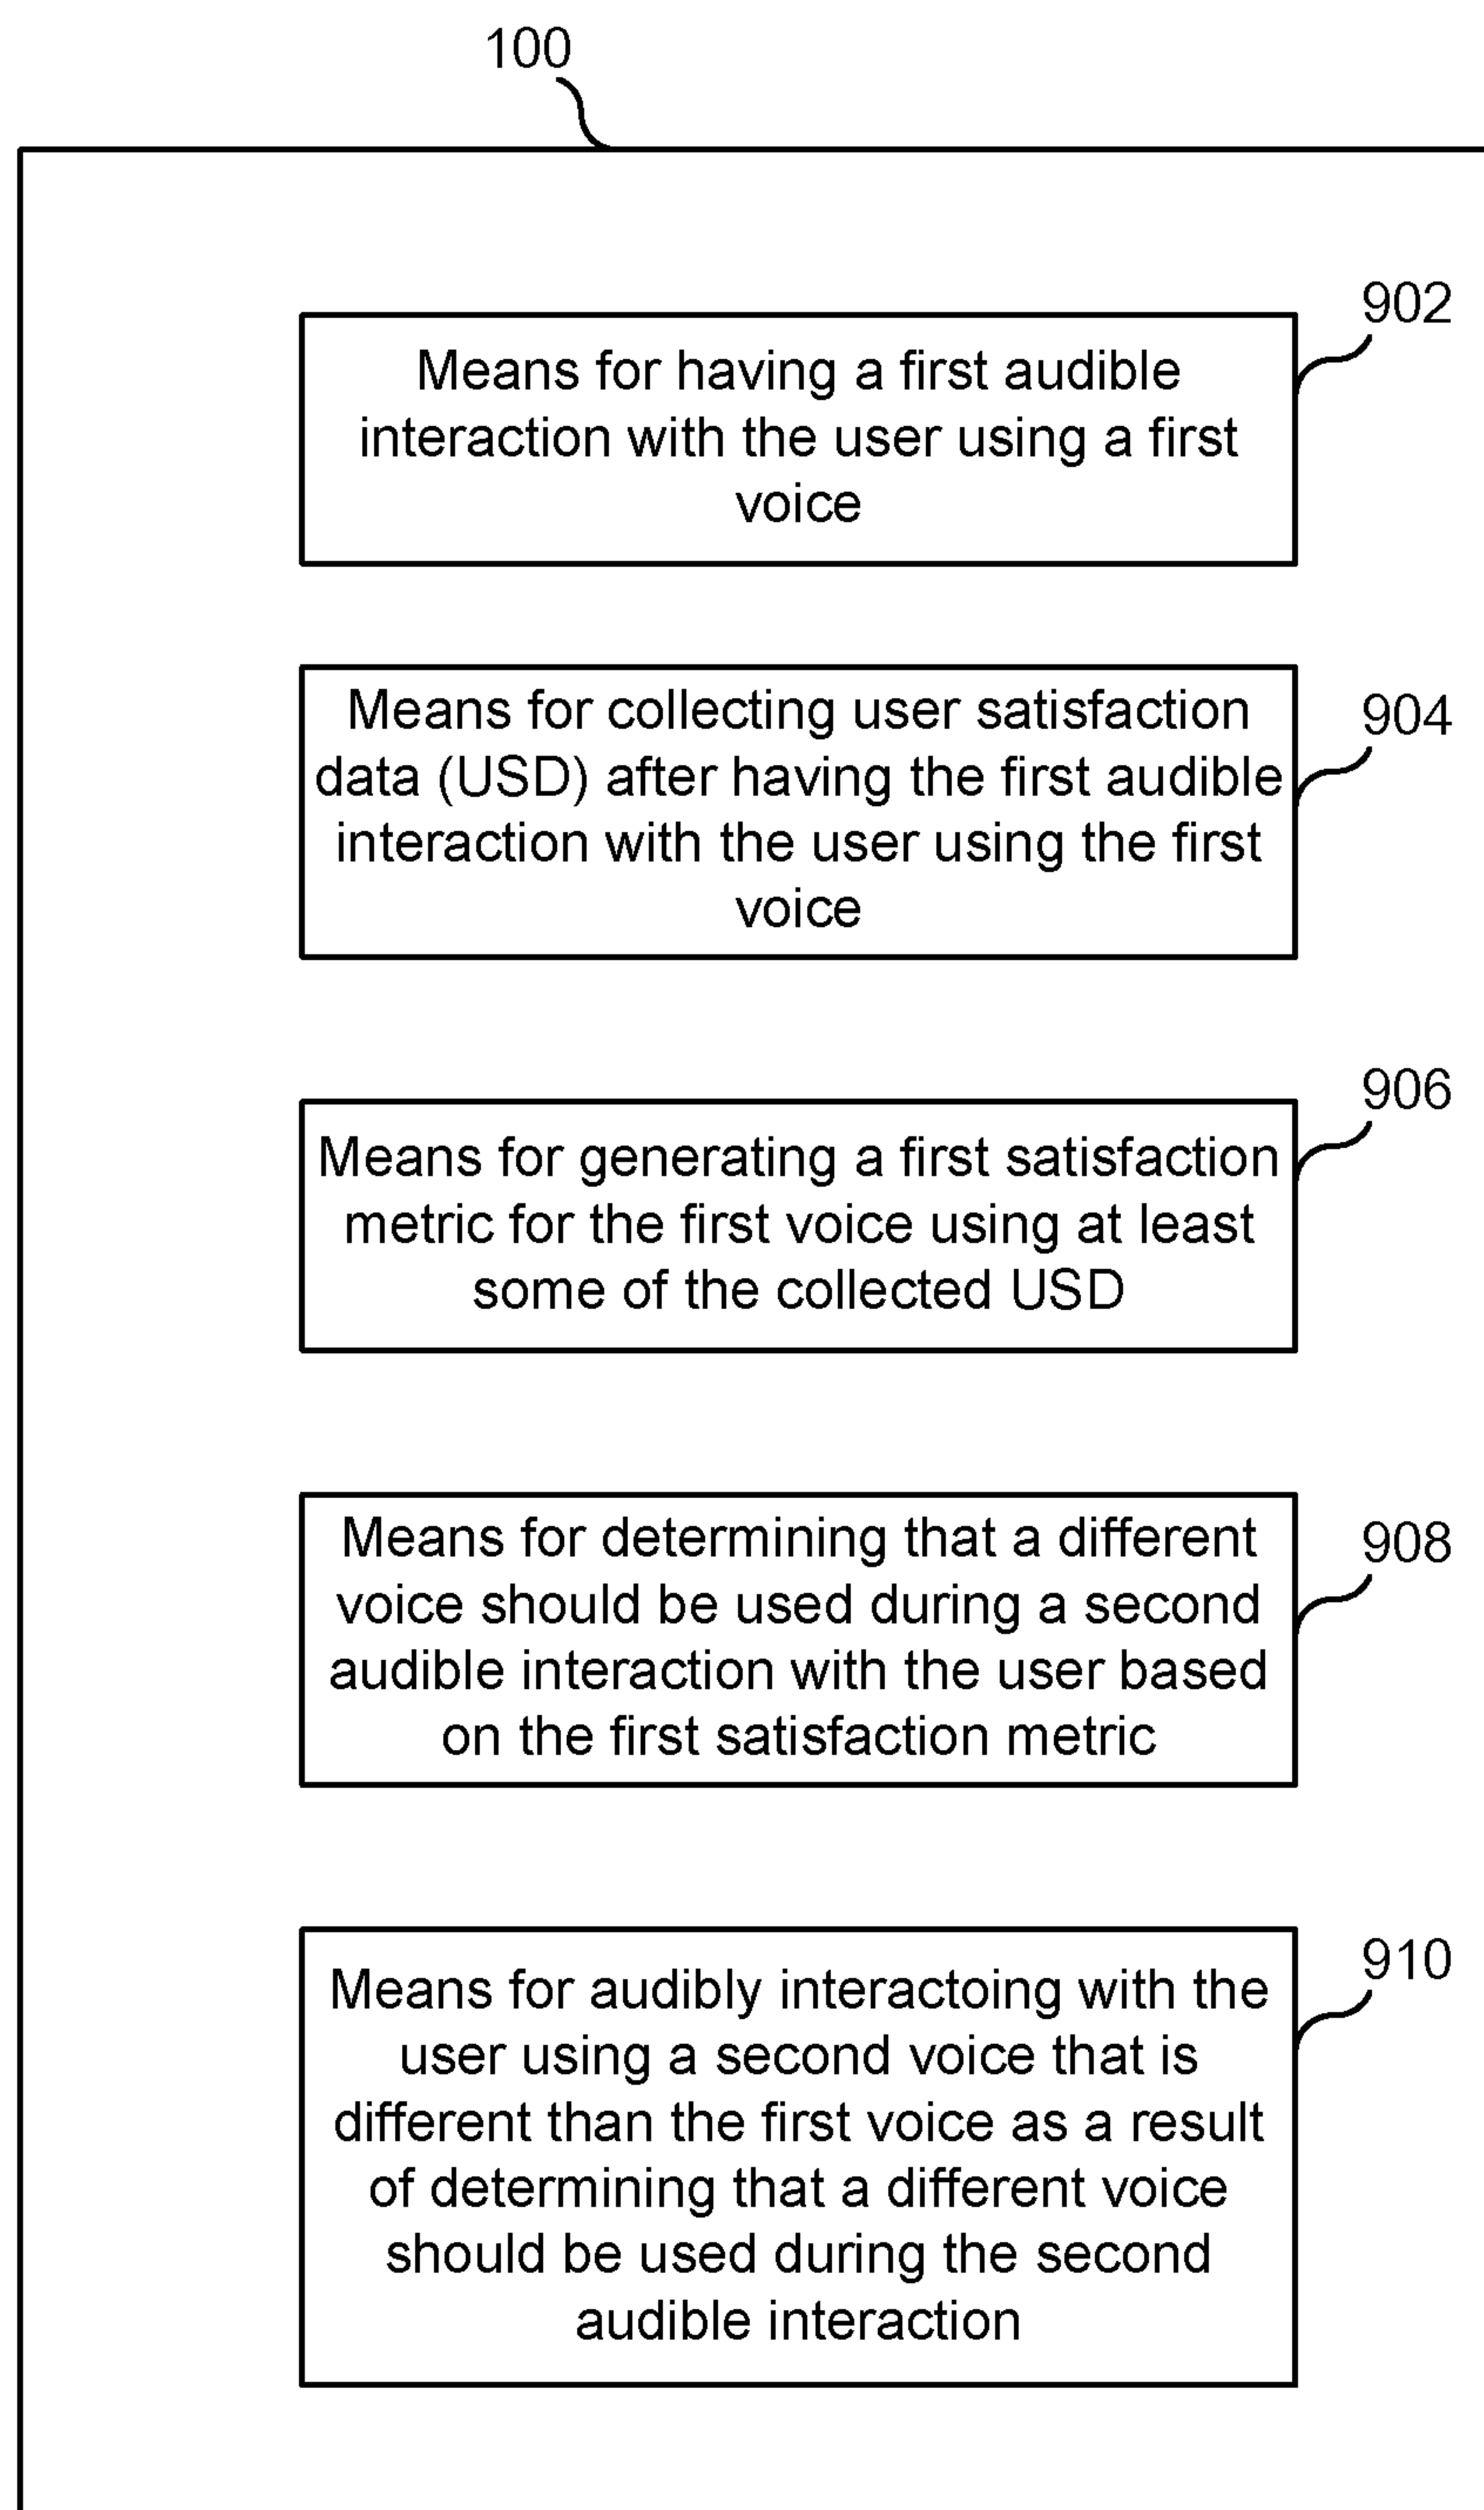 100
902
Means for having a first audible
interaction with the user using a first
voice
904
Means for collecting user satisfaction
data (USD) after having the first audible
interaction with the user using the first
voice
906
Means for generating a first satisfaction
metric for the first voice using at least
some of the collected USD
908
Means for determining that a different
voice should be used during a second
audible interaction with the user based
on the first satisfaction metric
910
Means for audibly interactoing with the
user using a second voice that is
different than the first voice as a result
of determining that a different voice
should be used during the second
audible interaction